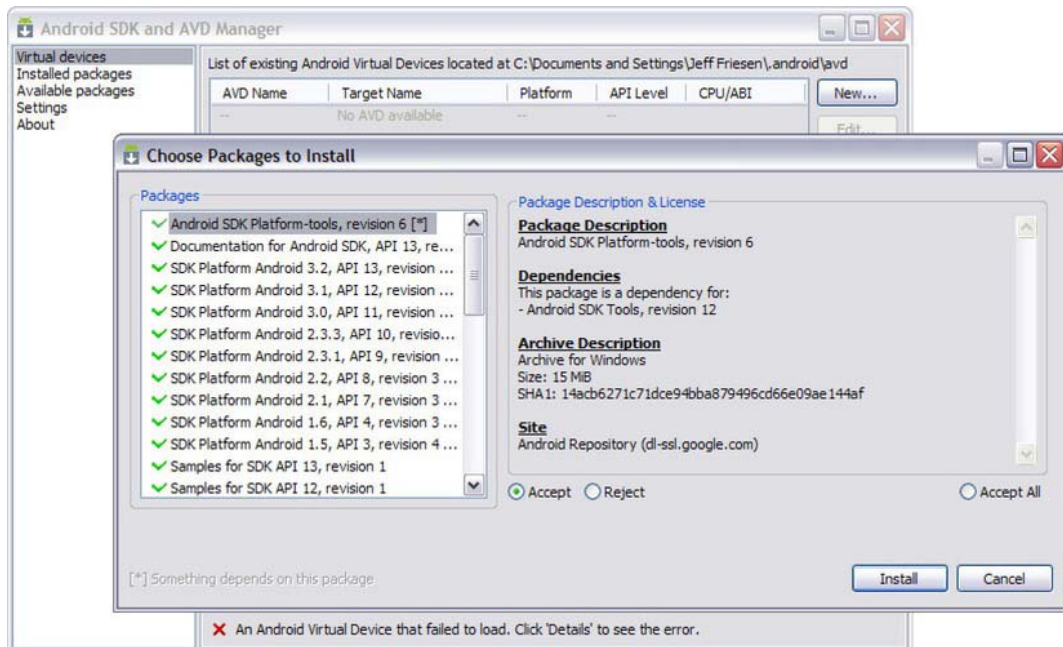 Android SDK and AVD Manager
Virtual devices
Installed packages
Available packages
Settings
About
List of existing Android Virtual Devices located at C:\Documents and Settings\Jeff Friesen\.android\avd
AVD Name Target Name Platform API Level CPU/ABI
New...
-- No AVD available -- --
Edit...
Choose Packages to Install
Packages
Android SDK Platform-tools, revision 6 [*]
Documentation for Android SDK, API 13, re...
SDK Platform Android 3.2, API 13, revision ...
SDK Platform Android 3.1, API 12, revision ...
SDK Platform Android 3.0, API 11, revision ...
SDK Platform Android 2.3.3, API 10, revisio...
SDK Platform Android 2.3.1, API 9, revision ...
SDK Platform Android 2.2, API 8, revision 3 ...
SDK Platform Android 2.1, API 7, revision 3 ...
SDK Platform Android 1.6, API 4, revision 3 ...
SDK Platform Android 1.5, API 3, revision 4 ...
Samples for SDK API 13, revision 1
Samples for SDK API 12, revision 1
Package Description & License
Package Description
Android SDK Platform-tools, revision 6
Dependencies
This package is a dependency for:
- Android SDK Tools, revision 12
Archive Description
Archive for Windows
Size: 15 MiB
SHA1: 14acb6271c71dce94bba879496cd66e09ae144af
Site
Android Repository (dl-ssl.google.com)
Accept Reject Accept All
[*] Something depends on this package
Install Cancel
An Android Virtual Device that failed to load. Click 'Details' to see the error.